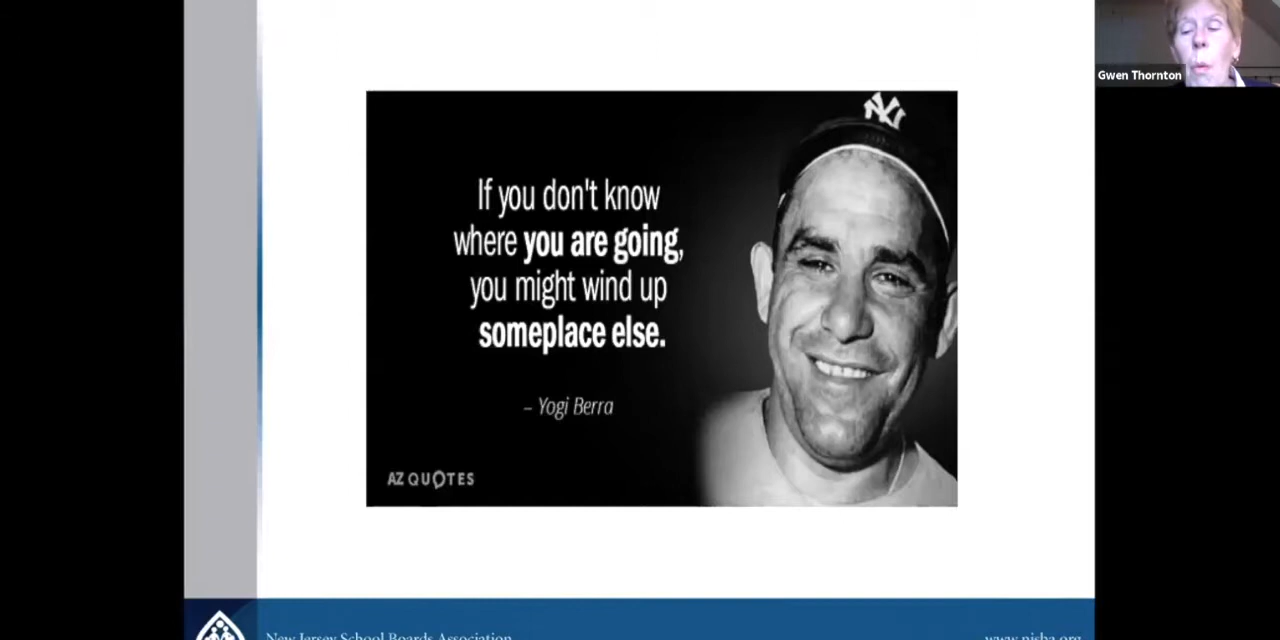 Gwen Thornton
NY
If you don't know
where you are going,
you might wind up
someplace else.
– Yogi Berra
AZ QUOTES
New Jersey School Boards Association
www.njsba.org